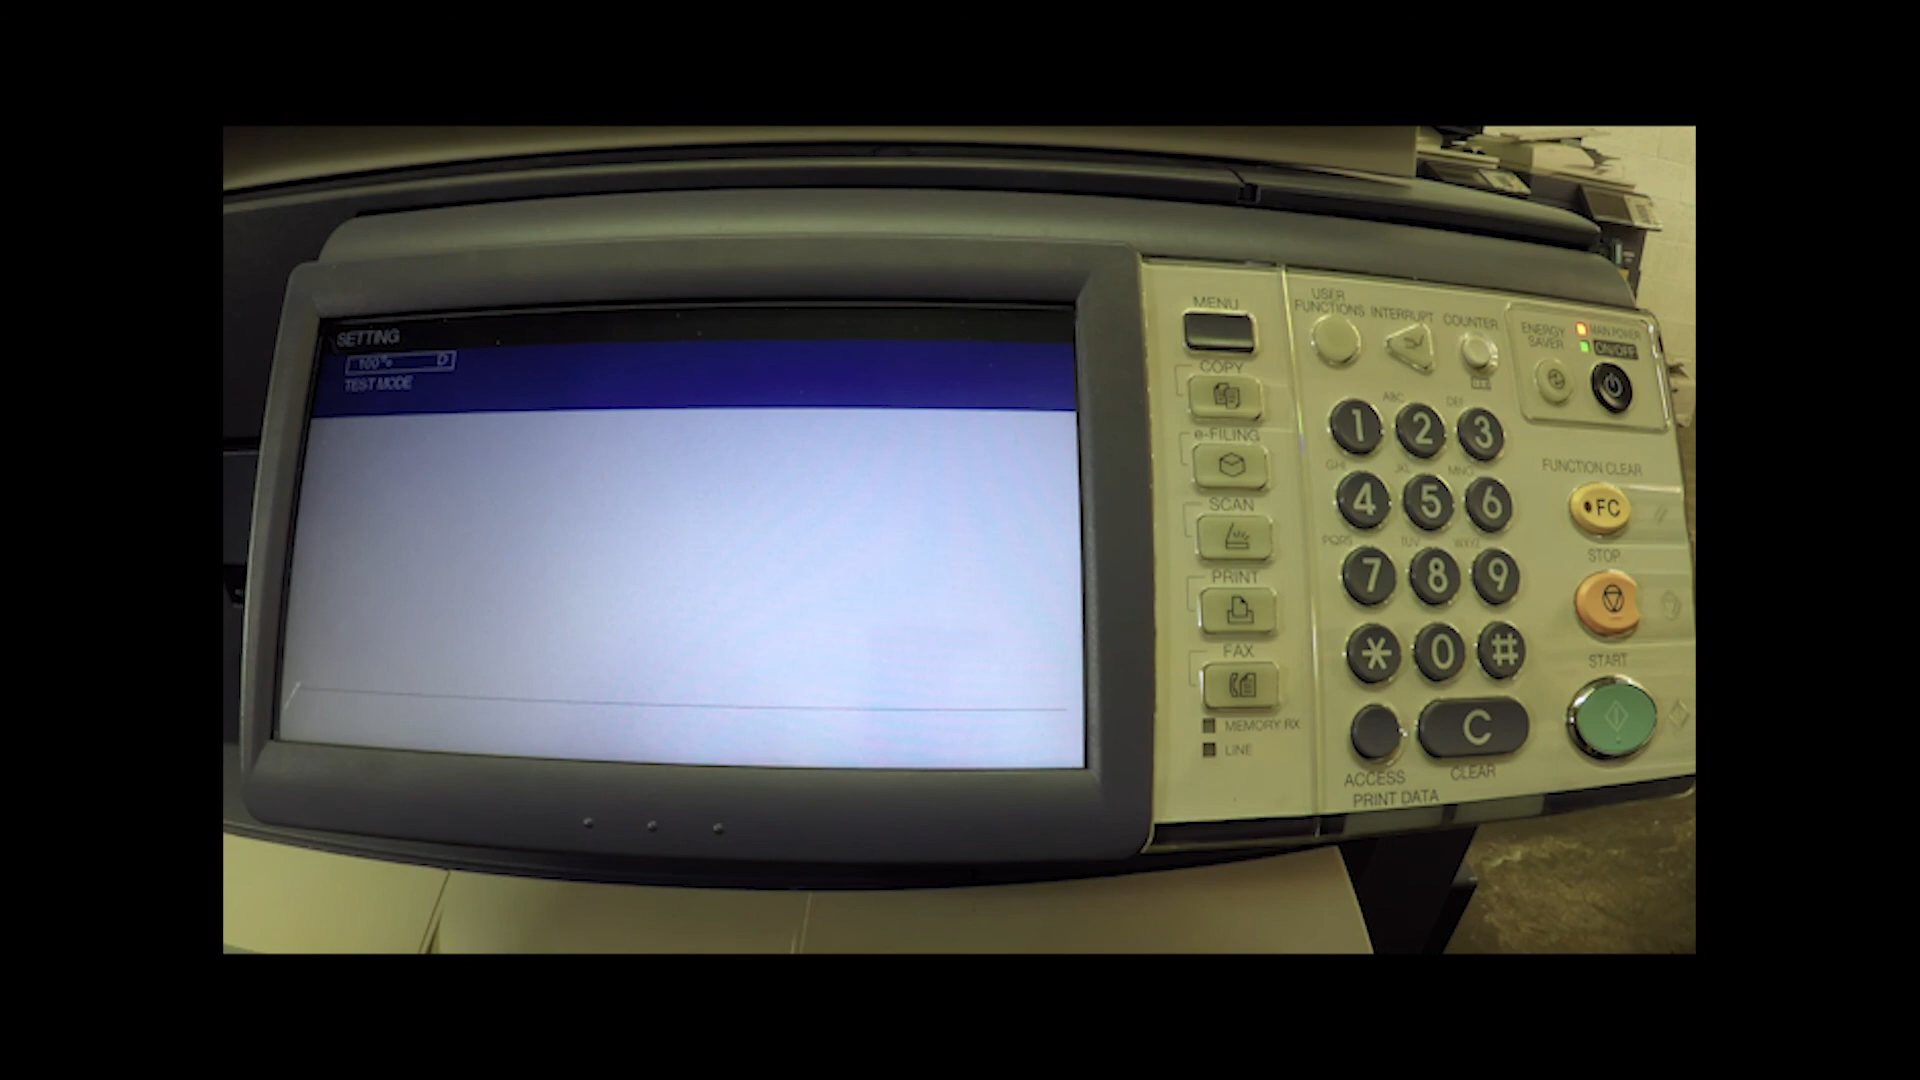 SETTING
100 % 0
TEST MODE
MENU
COPY
e-FILING
SCAN
PRINT
FAX
MEMORY RX
LINE
USER
FUNCTIONS
INTERRUPT
COUNTER
ENERGY
SAVER
MAIN POWER
ON/OFF
1
ABC
2
DEF
3
GHI
4
JKL
5
MNO
6
PQRS
7
TUV
8
WXYZ
9
*
0
#
C
ACCESS
CLEAR
PRINT DATA
FUNCTION CLEAR
FC
STOP
START